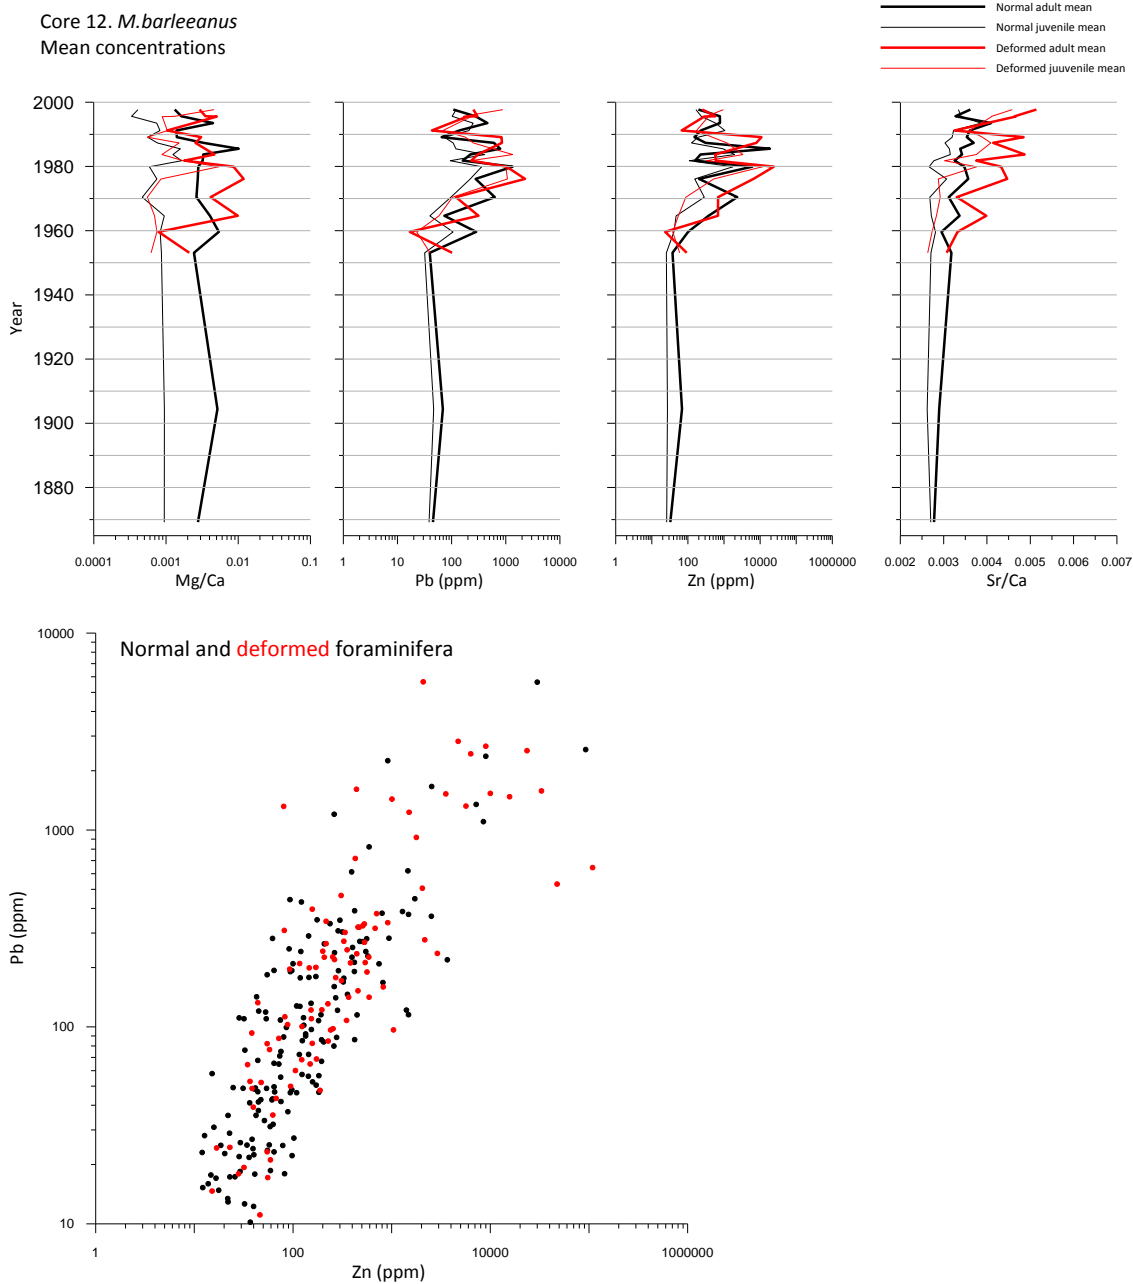 Core 12. M.barleeanus
Mean concentrations
Normal adult mean
Normal juvenile mean
Deformed adult mean
Deformed juuvenile mean
2000
1980
1960
1940
1920
1900
1880
Year
0.0001 0.001 0.01 0.1
Mg/Ca
1 10 100 1000 10000
Pb (ppm)
1 100 10000 1000000
Zn (ppm)
0.002 0.003 0.004 0.005 0.006 0.007
Sr/Ca
Normal and deformed foraminifera
10000
1000
100
10
Pb (ppm)
1 100 10000 1000000
Zn (ppm)